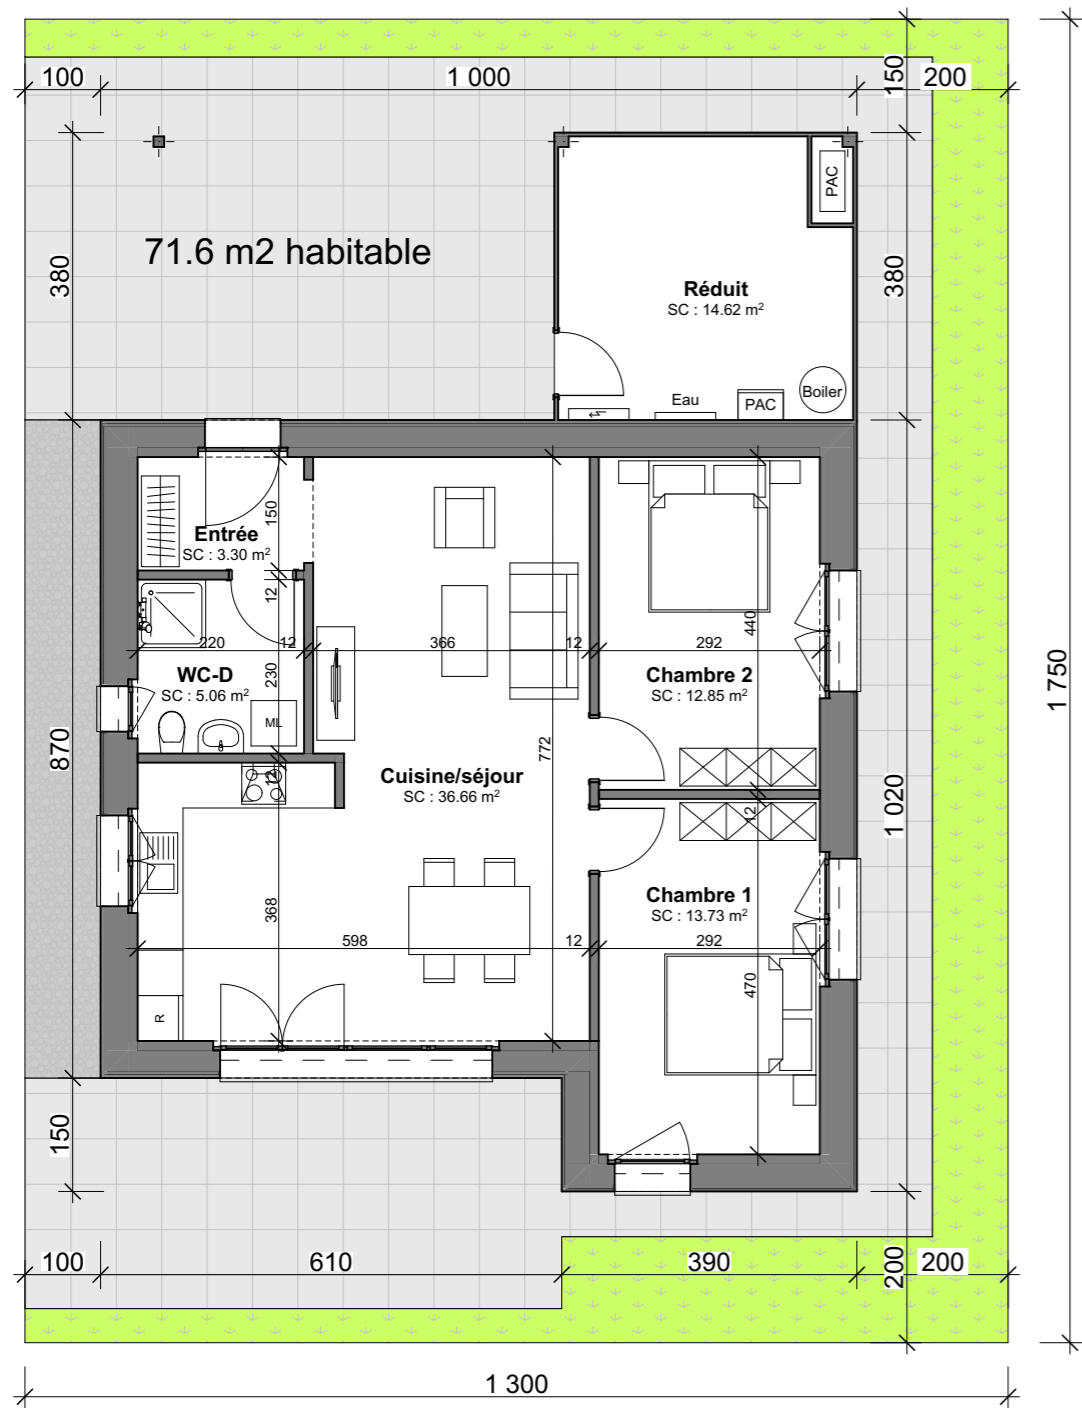 100
1 000
150
200
380
71.6 m2 habitable
PAC
Réduit
SC : 14.62 m²
380
Eau
PAC
Boiler
150
Entrée
SC : 3.30 m²
12
220
12
366
12
292
440
230
WC-D
SC : 5.06 m²
ML
Chambre 2
SC : 12.85 m²
1 750
870
772
12
Cuisine/séjour
SC : 36.66 m²
12
1 020
368
Chambre 1
SC : 13.73 m²
598
12
292
470
R
150
100
610
390
200
200
1 300